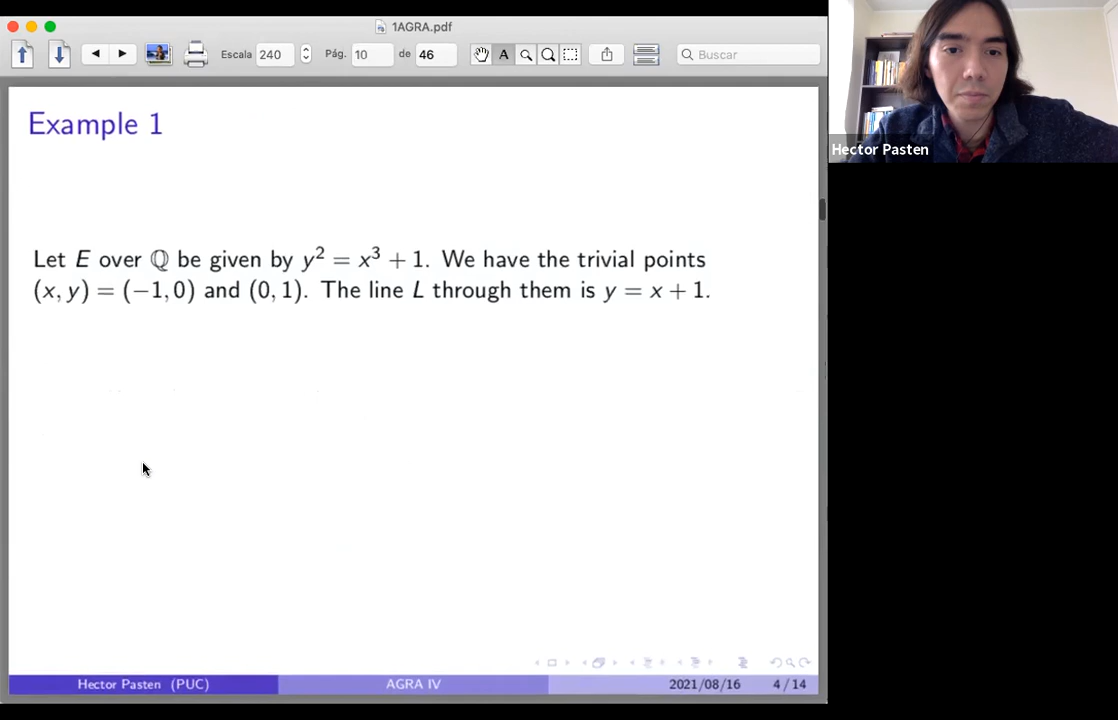 1AGRA.pdf
Escala 240 Pág. 10 de 46 A Buscar
Example 1
Let E over ℚ be given by y² = x³ + 1. We have the trivial points
(x, y) = (−1, 0) and (0, 1). The line L through them is y = x + 1.
Hector Pasten (PUC) AGRA IV 2021/08/16 4 / 14
Hector Pasten